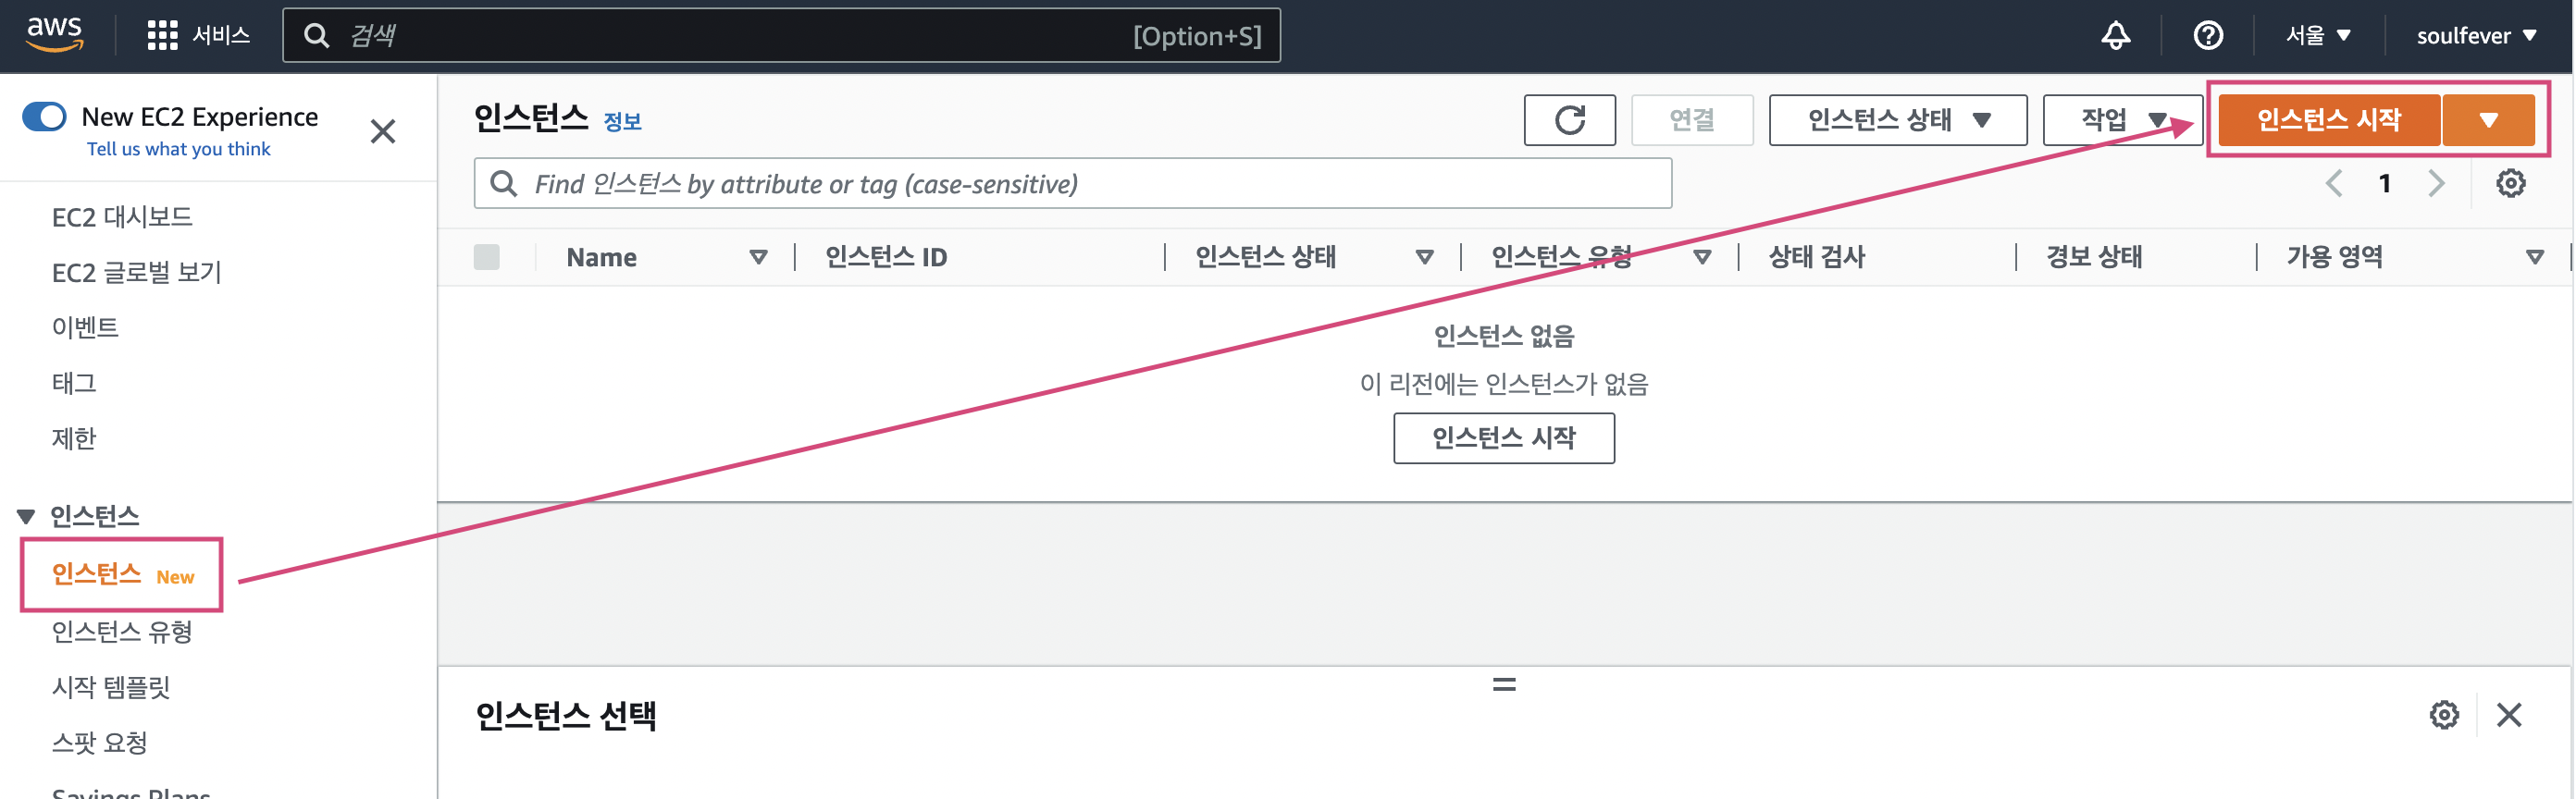 aws 서비스 검색 [Option+S] 서울 soulfever
New EC2 Experience
Tell us what you think
EC2 대시보드
EC2 글로벌 보기
이벤트
태그
제한
인스턴스
인스턴스 New
인스턴스 유형
시작 템플릿
스팟 요청
Savings Plans
인스턴스 정보 연결 인스턴스 상태 작업 인스턴스 시작
Find 인스턴스 by attribute or tag (case-sensitive) 1
Name 인스턴스 ID 인스턴스 상태 인스턴스 유형 상태 검사 경보 상태 가용 영역
인스턴스 없음
이 리전에는 인스턴스가 없음
인스턴스 시작
인스턴스 선택